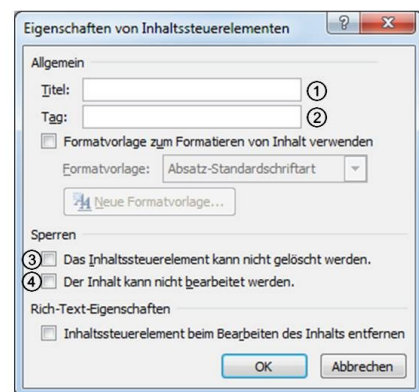 Eigenschaften von Inhaltssteuerelementen
Allgemein
Titel: 1
Tag: 2
Formatvorlage zum Formatieren von Inhalt verwenden
Formatvorlage: Absatz-Standardschriftart
Neue Formatvorlage...
Sperren
3 Das Inhaltssteuerelement kann nicht gelöscht werden.
4 Der Inhalt kann nicht bearbeitet werden.
Rich-Text-Eigenschaften
Inhaltssteuerelement beim Bearbeiten des Inhalts entfernen
OK Abbrechen